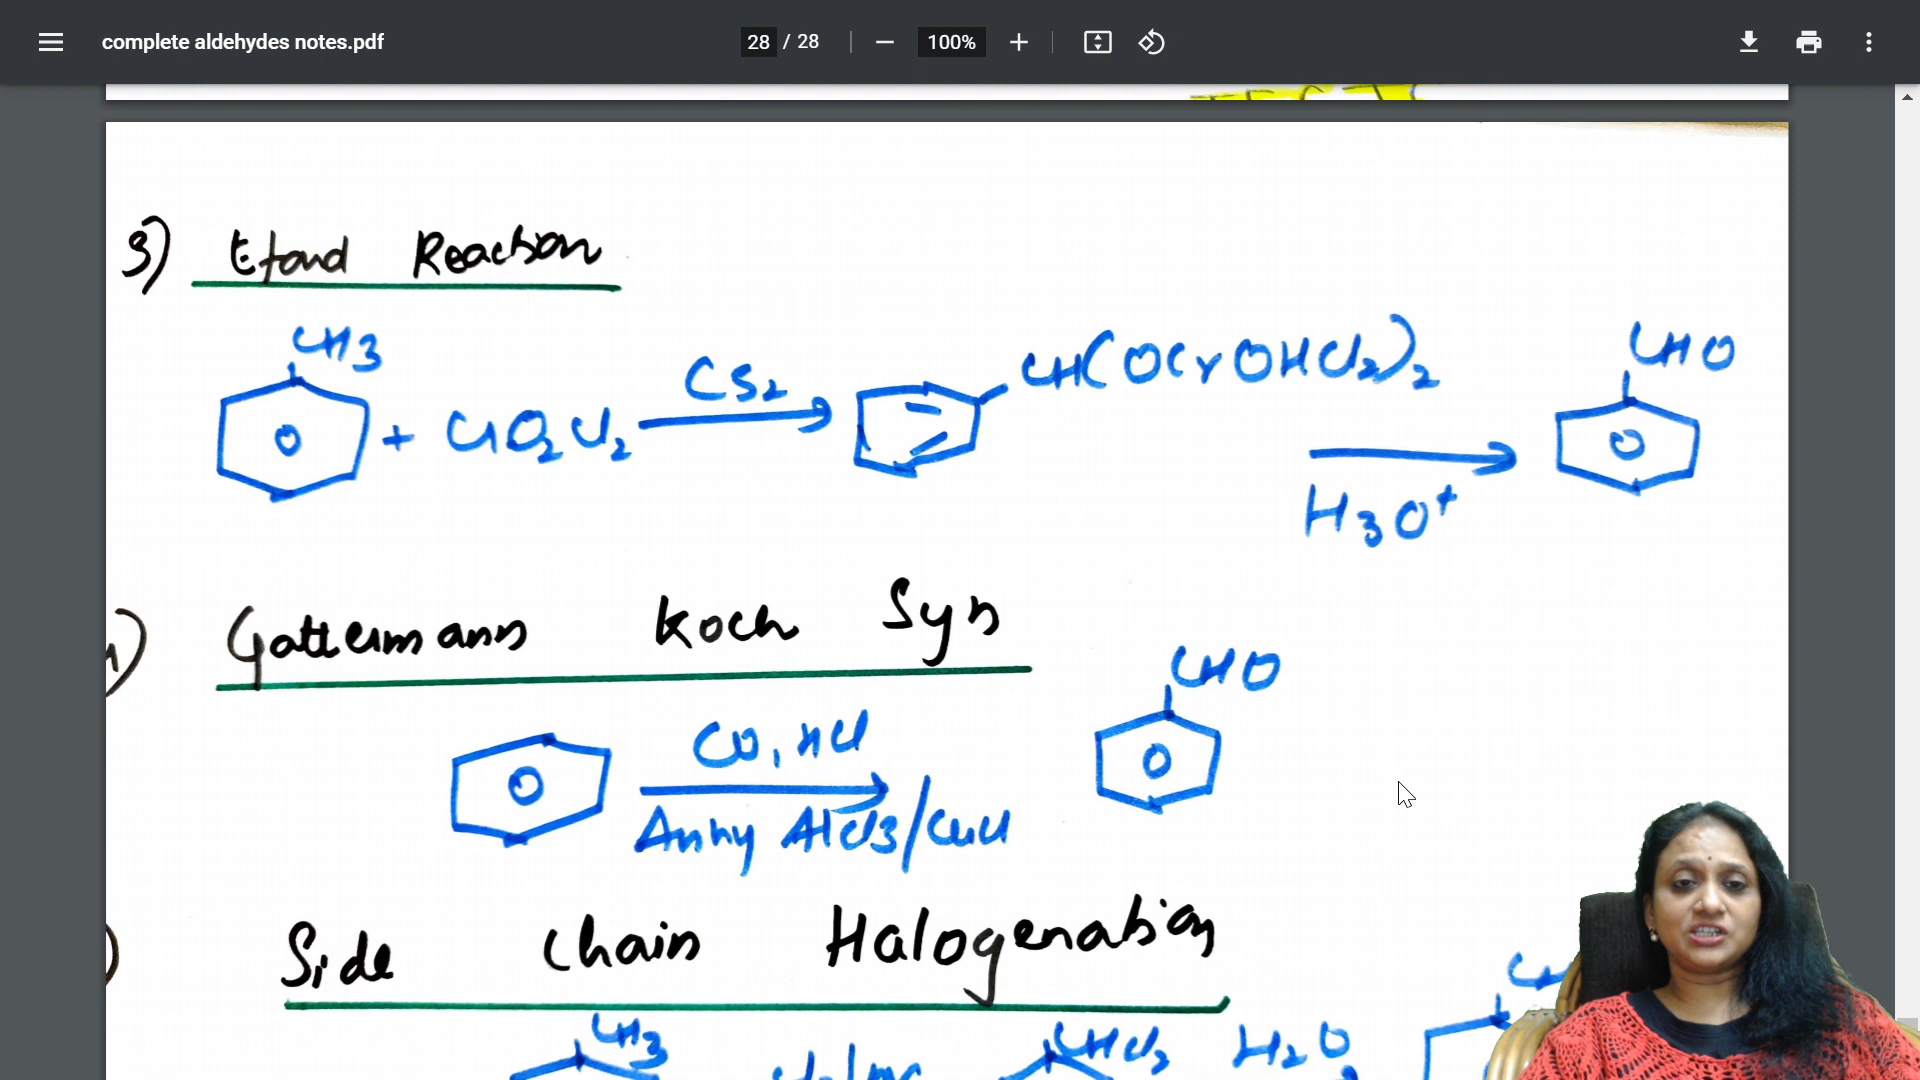 complete aldehydes notes.pdf
28 / 28
100%
3) Etard Reaction
CH3
+ CrO2Cl2
CS2
CH(OCrOHCl2)2
H3O+
CHO
Gattermann Koch Syn
CO, HCl
Anhy AlCl3/CuCl
CHO
Side Chain Halogenation
CH3
CHCl2
H2O